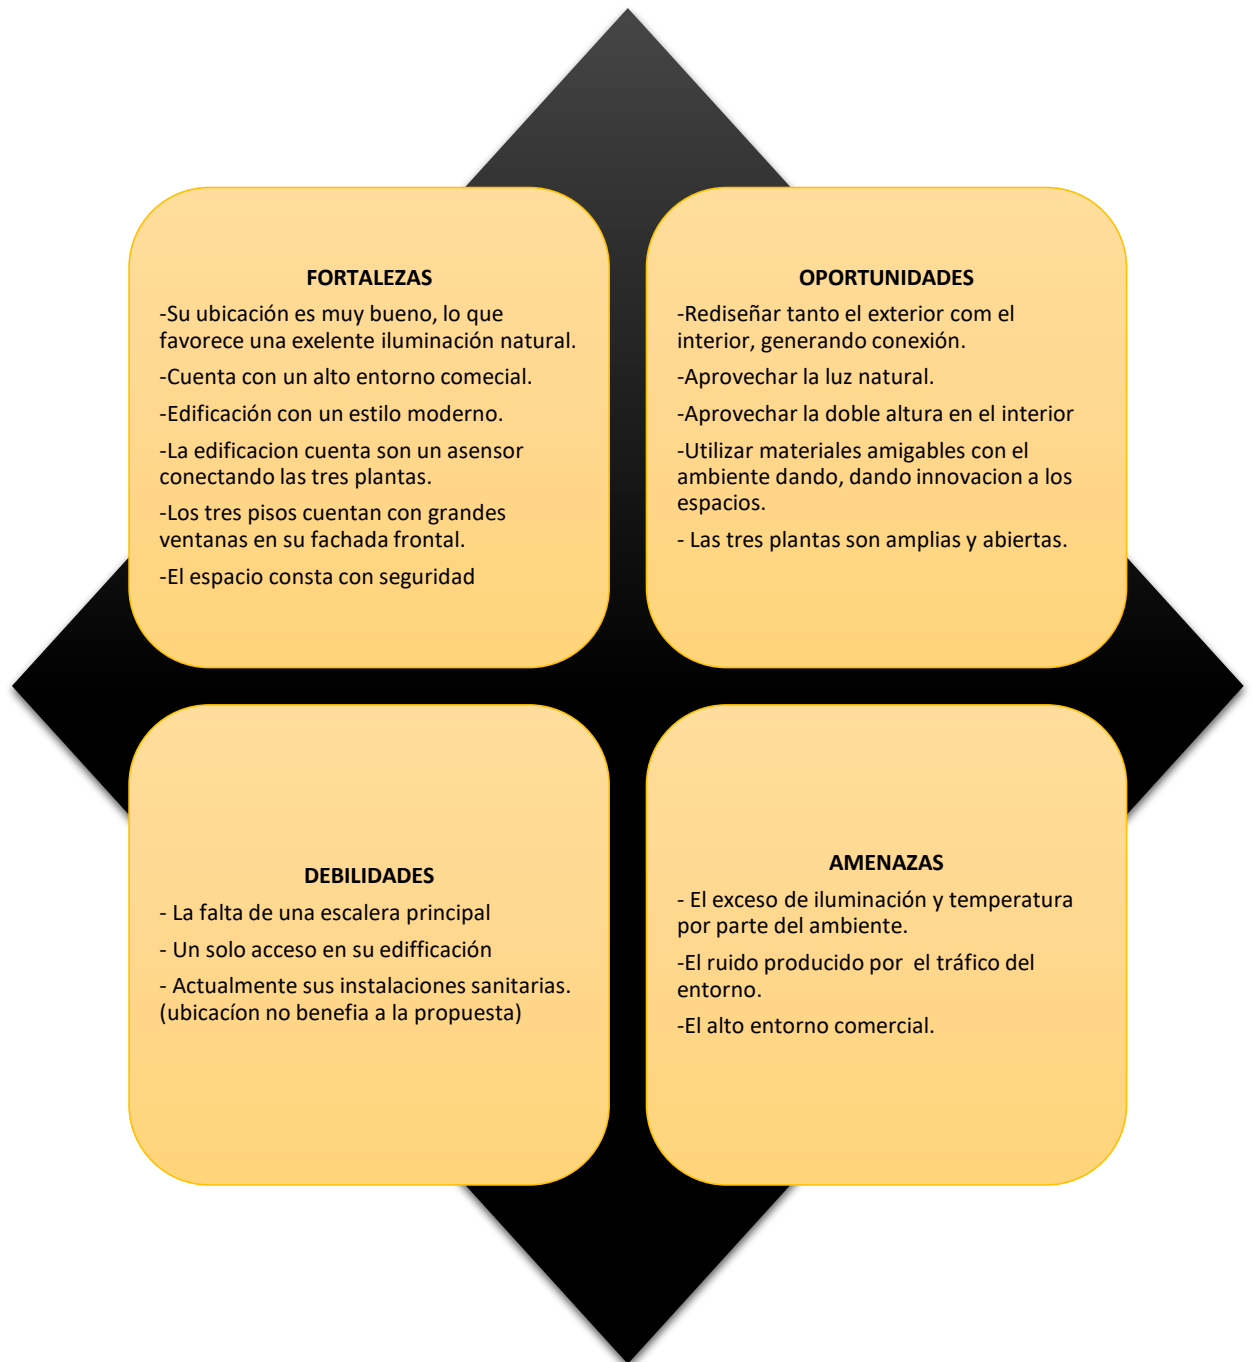 FORTALEZAS
-Su ubicación es muy bueno, lo que
favorece una exelente iluminación natural.
-Cuenta con un alto entorno comecial.
-Edificación con un estilo moderno.
-La edificacion cuenta son un asensor
conectando las tres plantas.
-Los tres pisos cuentan con grandes
ventanas en su fachada frontal.
-El espacio consta con seguridad
OPORTUNIDADES
-Rediseñar tanto el exterior com el
interior, generando conexión.
-Aprovechar la luz natural.
-Aprovechar la doble altura en el interior
-Utilizar materiales amigables con el
ambiente dando, dando innovacion a los
espacios.
- Las tres plantas son amplias y abiertas.
DEBILIDADES
- La falta de una escalera principal
- Un solo acceso en su edifficación
- Actualmente sus instalaciones sanitarias.
(ubicacíon no benefia a la propuesta)
AMENAZAS
- El exceso de iluminación y temperatura
por parte del ambiente.
-El ruido producido por  el tráfico del
entorno.
-El alto entorno comercial.